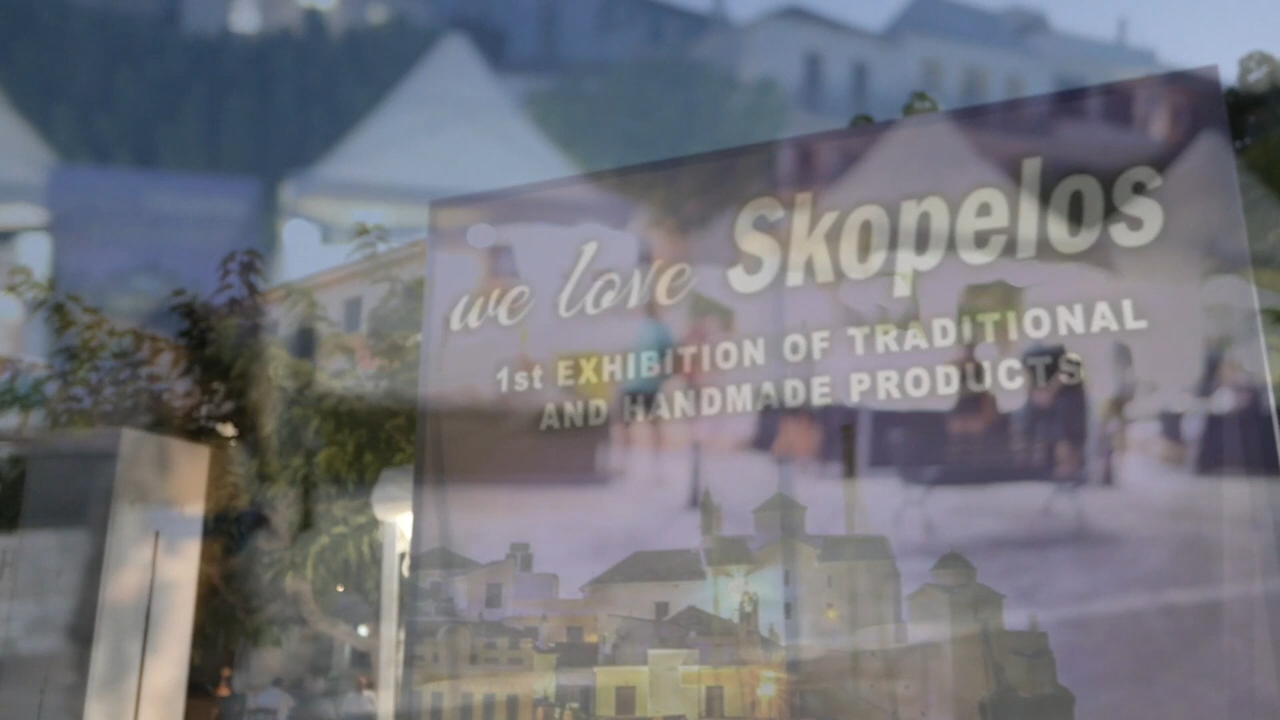 we love Skopelos
1st EXHIBITION OF TRADITIONAL
AND HANDMADE PRODUCTS